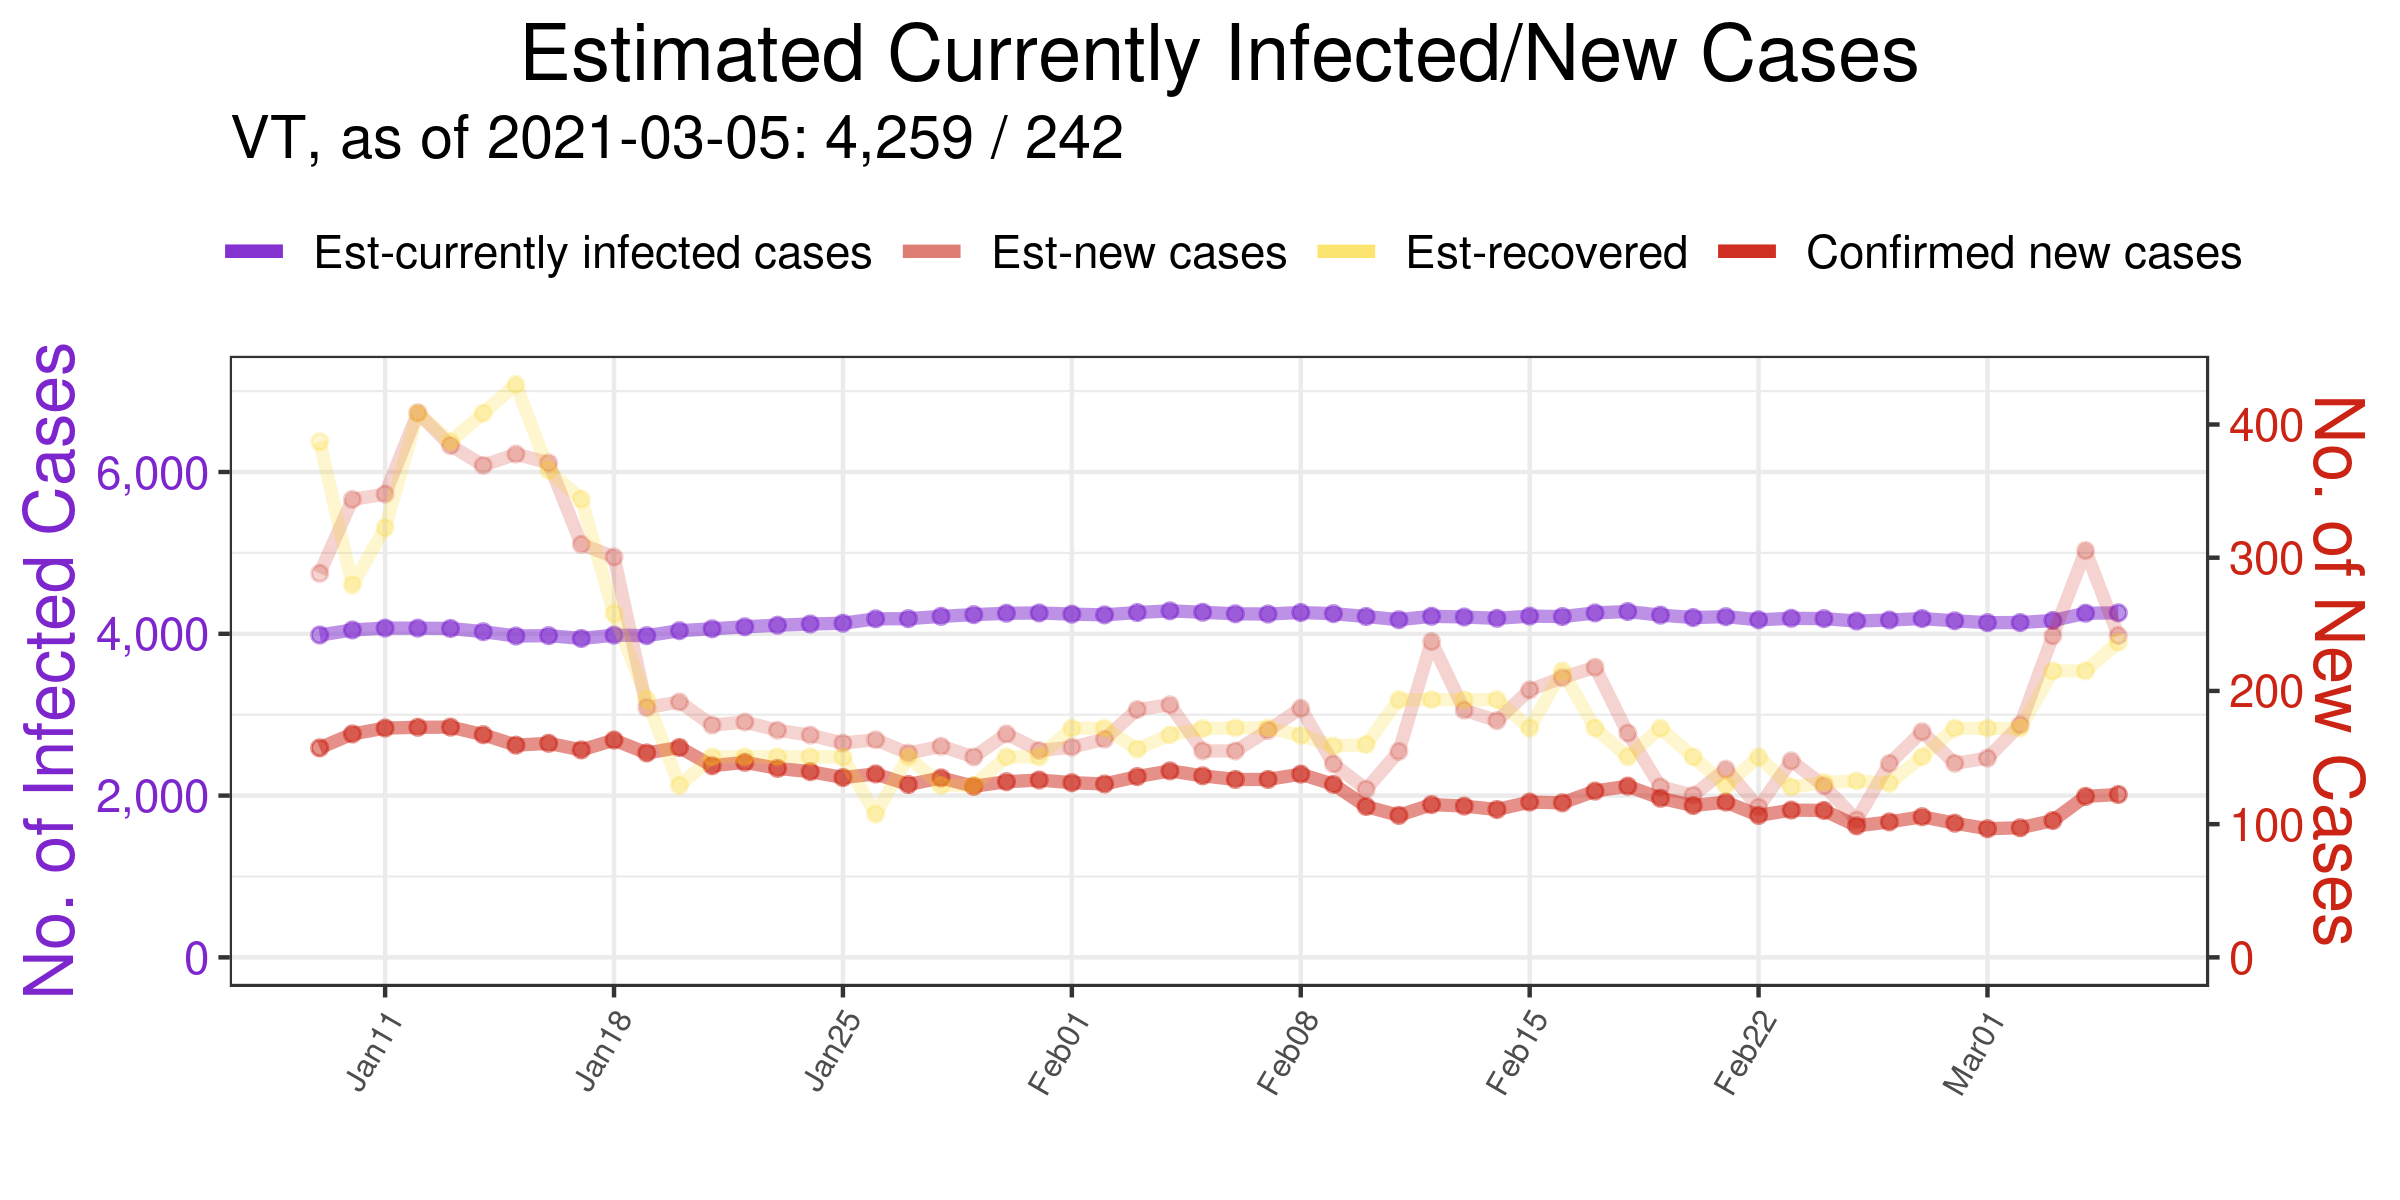 Estimated Currently Infected/New Cases
VT, as of 2021-03-05: 4,259 / 242
Est-currently infected cases
Est-new cases
Est-recovered
Confirmed new cases
No. of Infected Cases
6,000
4,000
2,000
0
400
300
200
100
0
No. of New Cases
Jan11
Jan18
Jan25
Feb01
Feb08
Feb15
Feb22
Mar01